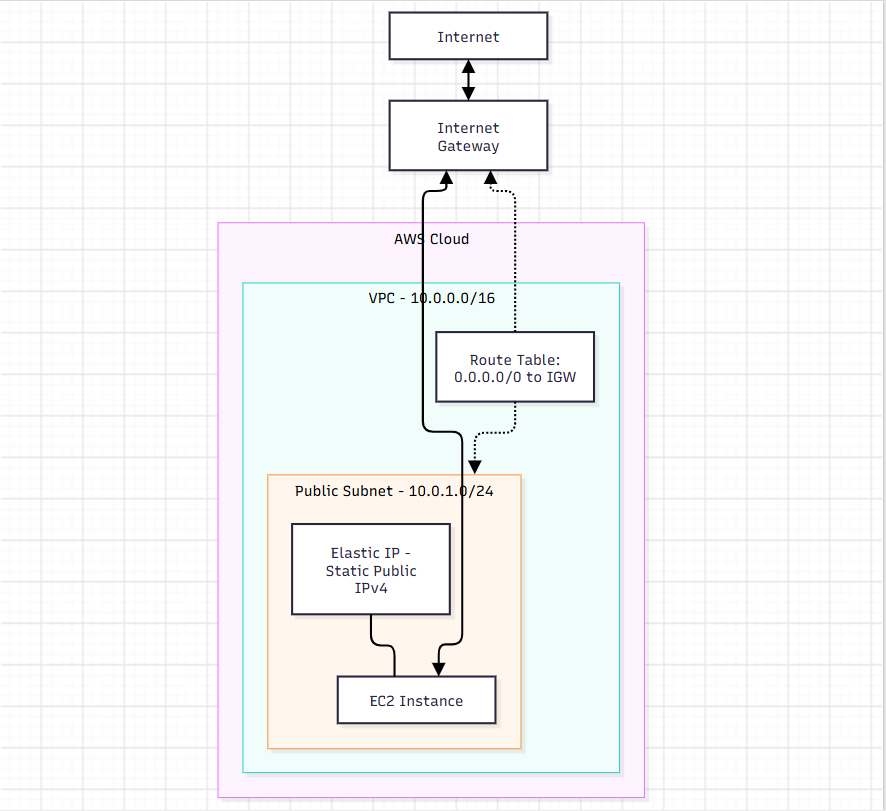 Internet
Internet
Gateway
AWS Cloud
VPC - 10.0.0.0/16
Route Table:
0.0.0.0/0 to IGW
Public Subnet - 10.0.1.0/24
Elastic IP -
Static Public
IPv4
EC2 Instance